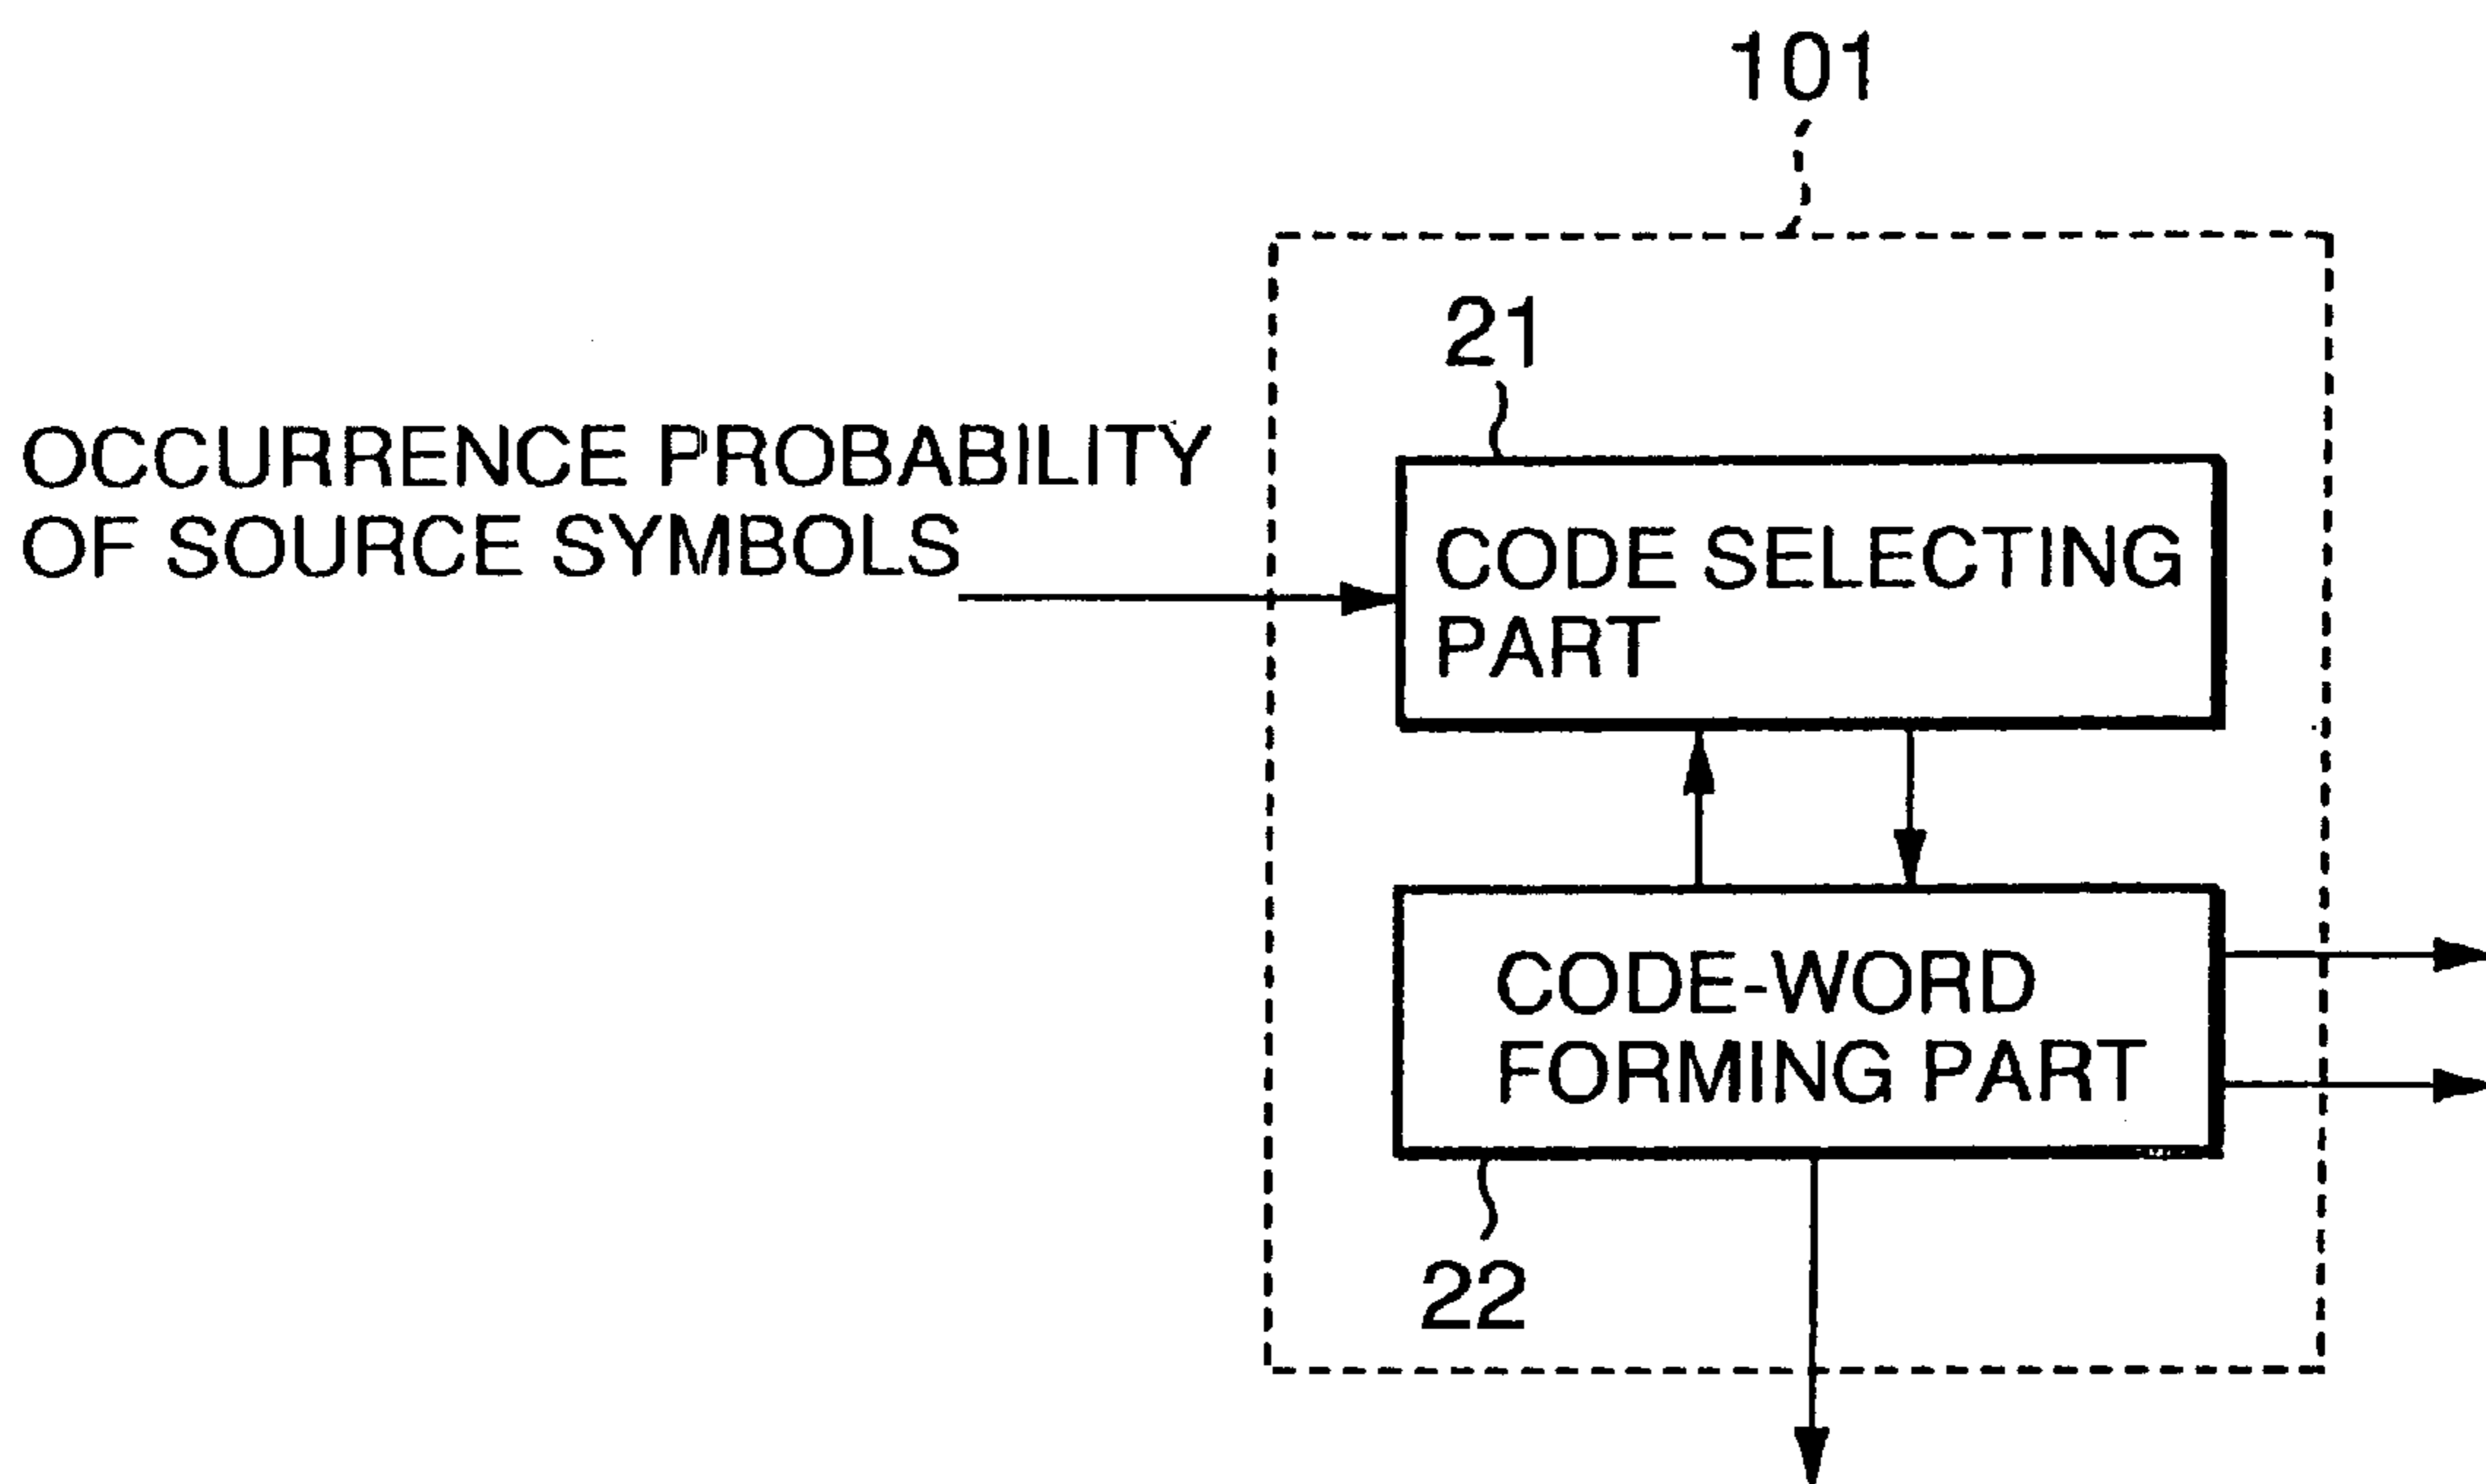 101
21
OCCURRENCE PROBABILITY
OF SOURCE SYMBOLS
CODE SELECTING
PART
CODE-WORD
FORMING PART
22